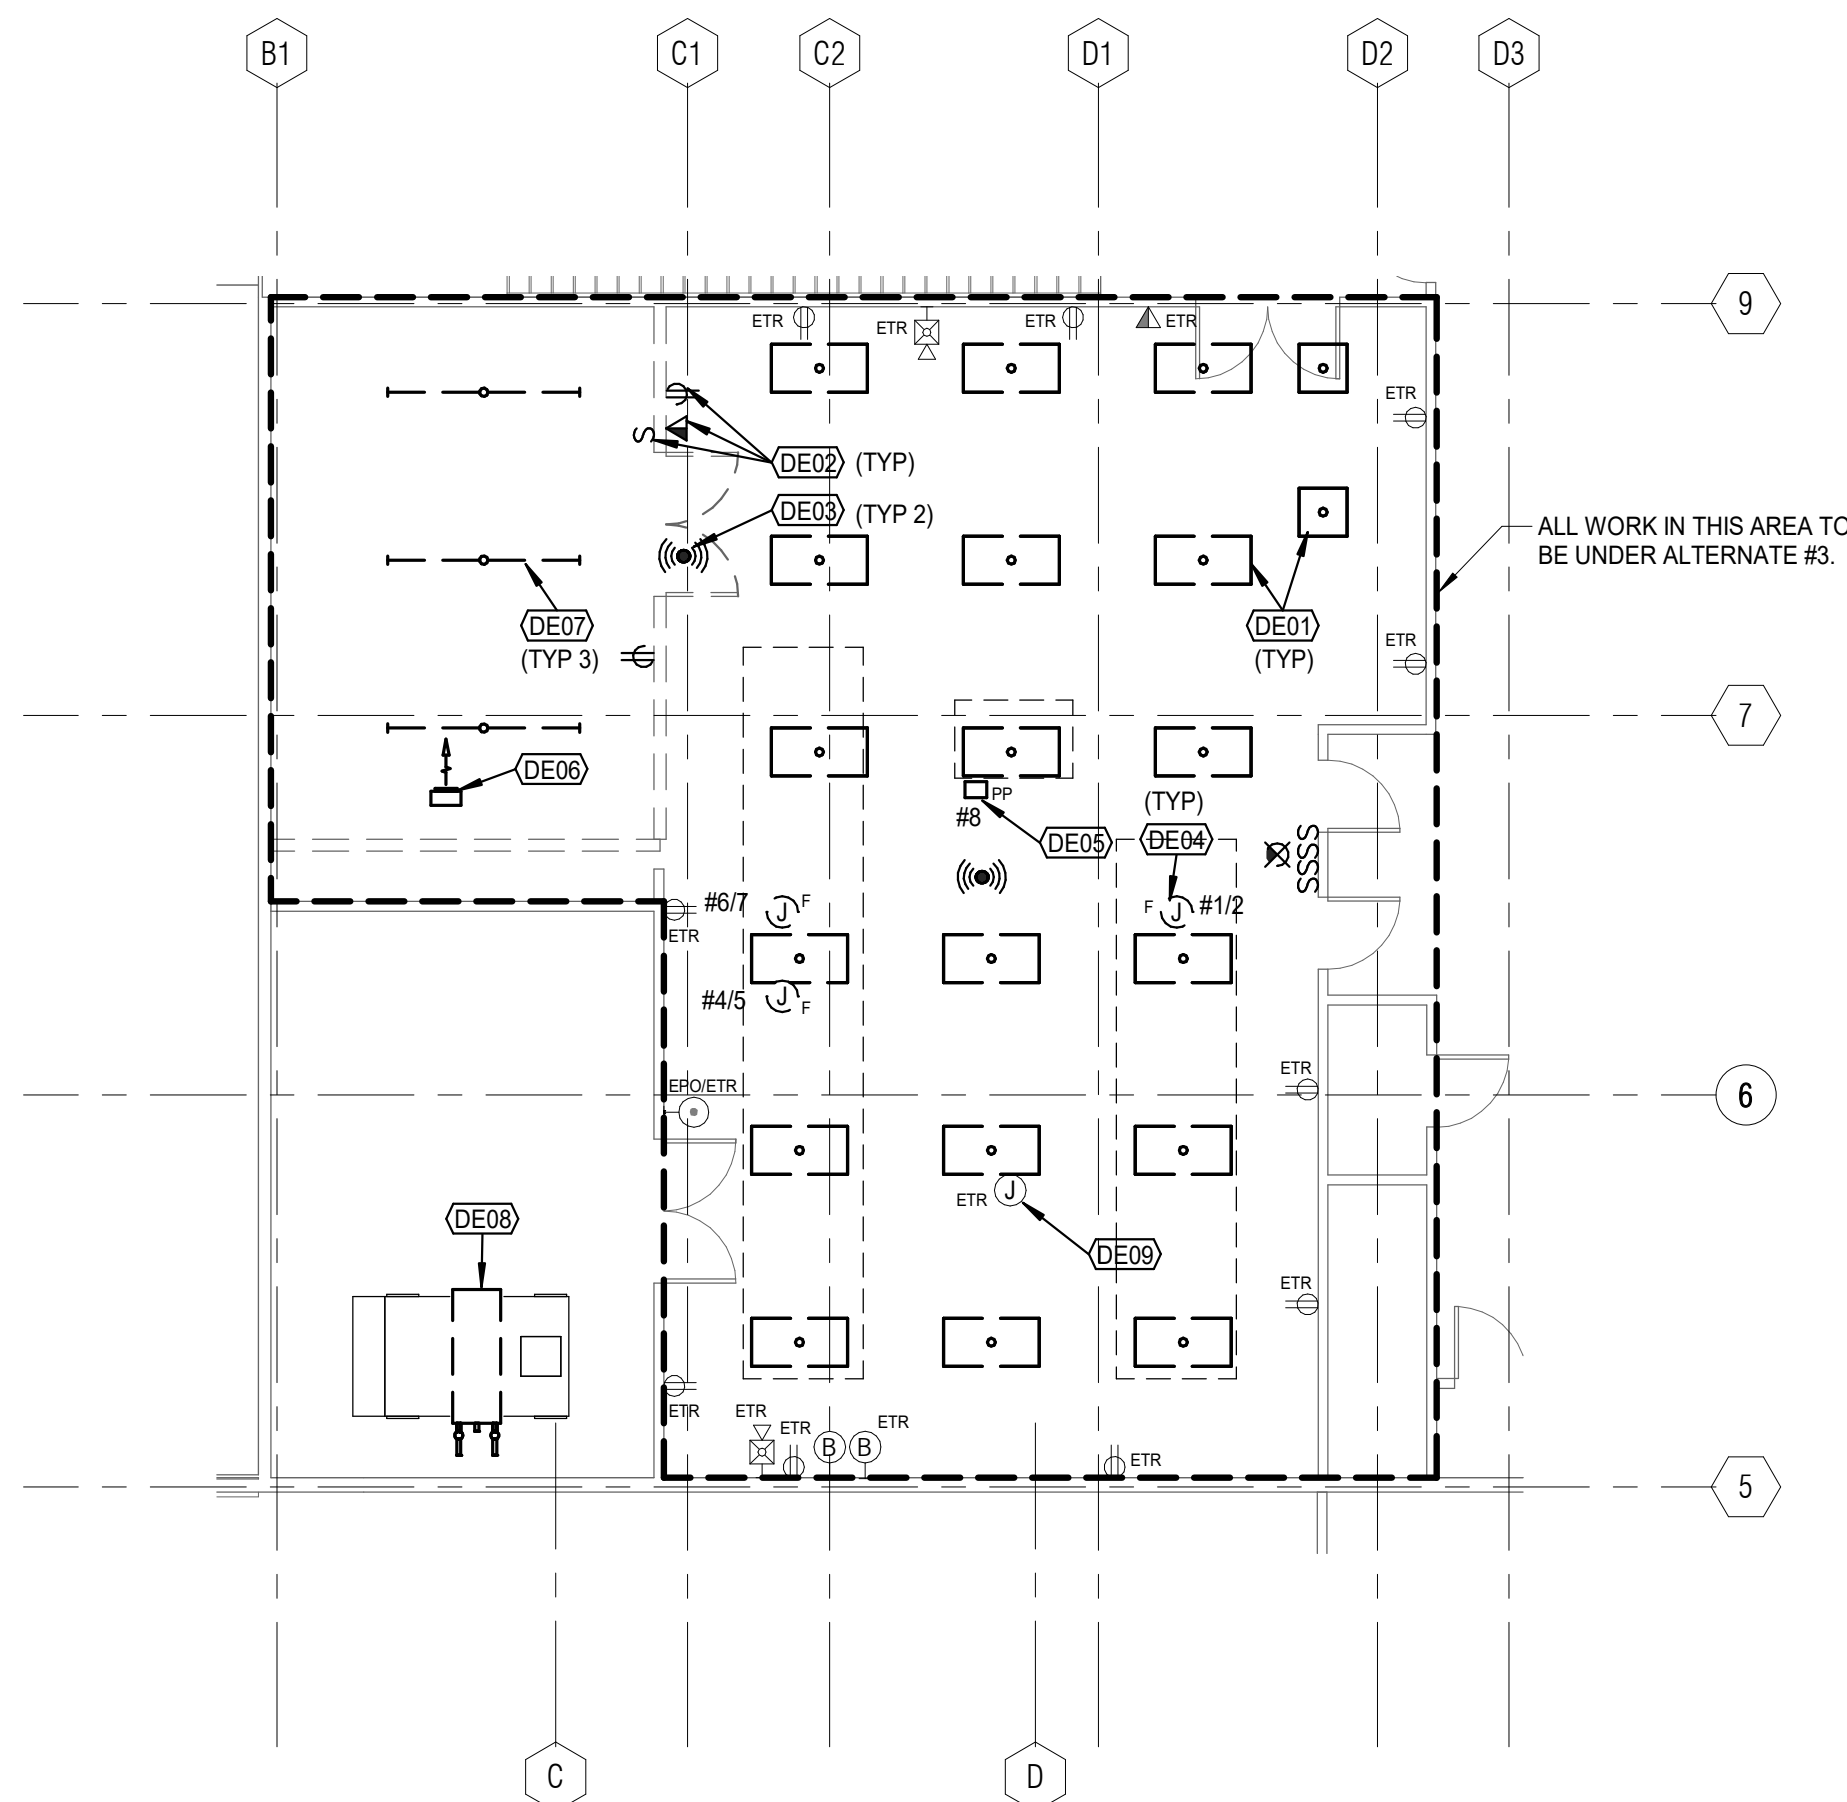 B1
C1
C2
D1
D2
D3
9
ETR
ETR
ETR
ETR
ETR
S
DE02 (TYP)
DE03 (TYP 2)
ALL WORK IN THIS AREA TO
BE UNDER ALTERNATE #3.
DE07
(TYP 3)
DE01
(TYP)
ETR
7
DE06
PP
#8
(TYP)
DE05
DE04
SSSS
#6/7
J F
F J #1/2
ETR
#4/5
J F
EPO/ETR
ETR
6
ETR J
DE08
DE09
ETR
ETR
ETR
ETR
ETR
B
B
ETR
5
C
D